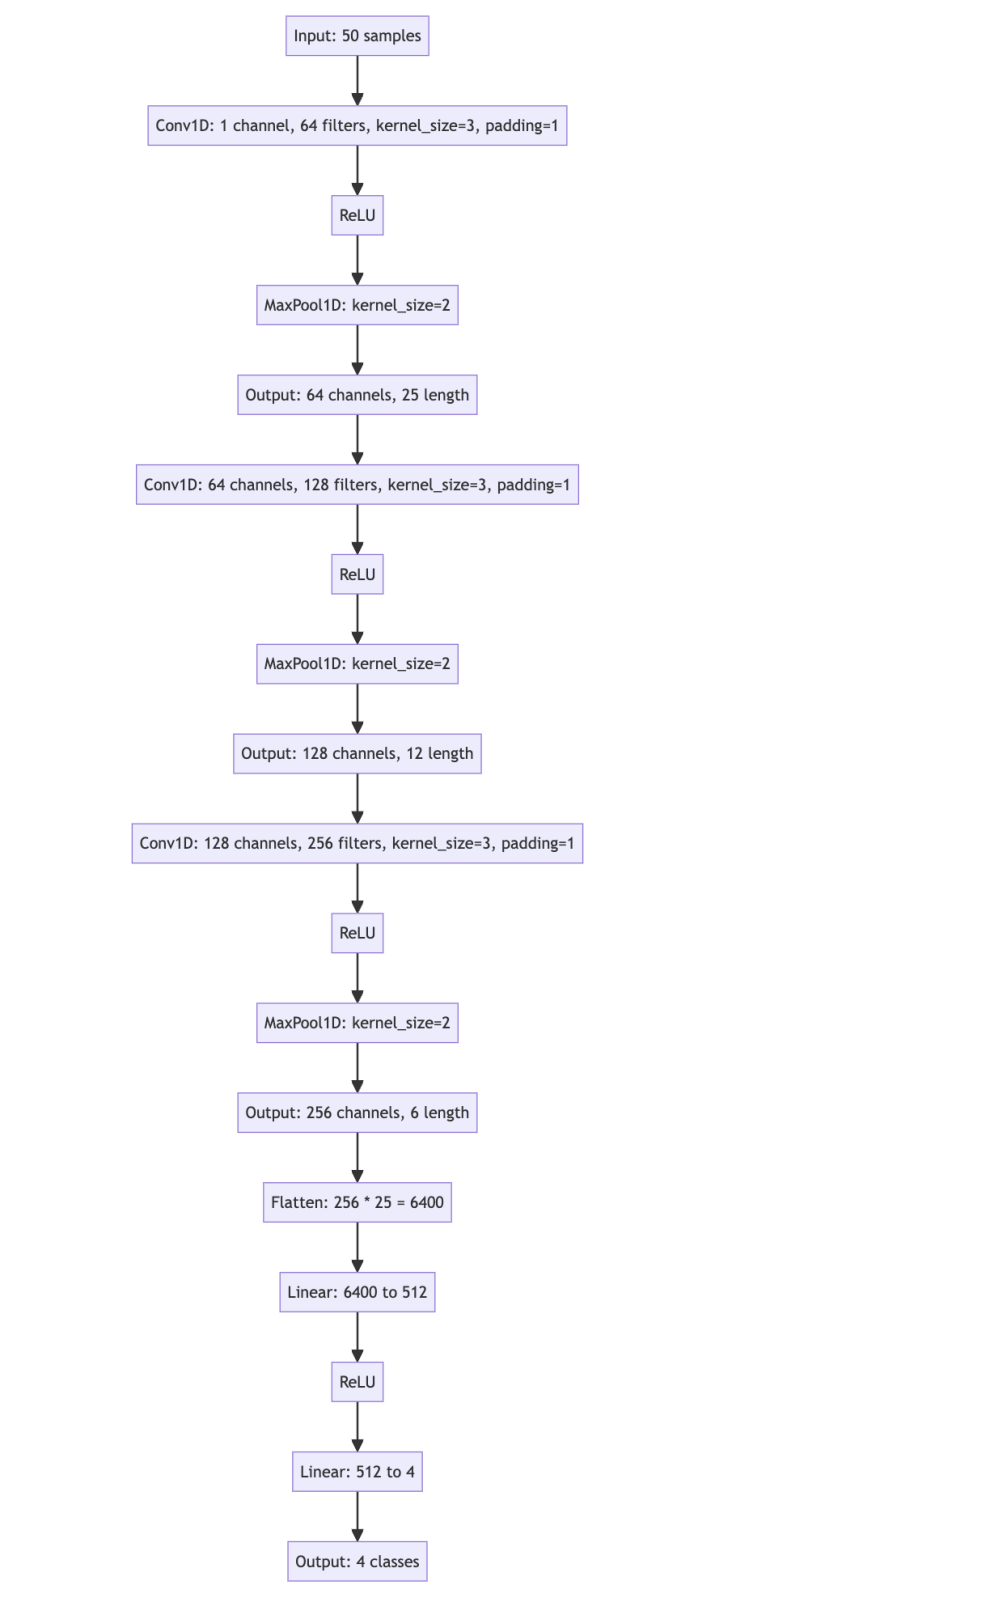 Input: 50 samples
Conv1D: 1 channel, 64 filters, kernel_size=3, padding=1
ReLU
MaxPool1D: kernel_size=2
Output: 64 channels, 25 length
Conv1D: 64 channels, 128 filters, kernel_size=3, padding=1
ReLU
MaxPool1D: kernel_size=2
Output: 128 channels, 12 length
Conv1D: 128 channels, 256 filters, kernel_size=3, padding=1
ReLU
MaxPool1D: kernel_size=2
Output: 256 channels, 6 length
Flatten: 256 * 25 = 6400
Linear: 6400 to 512
ReLU
Linear: 512 to 4
Output: 4 classes